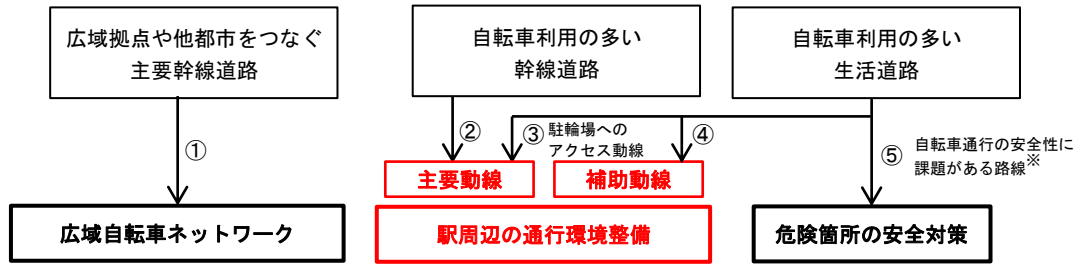 広域拠点や他都市をつなぐ
主要幹線道路
自転車利用の多い
幹線道路
自転車利用の多い
生活道路
①
②
③ 駐輪場への
アクセス動線
④
⑤ 自転車通行の安全性に
課題がある路線※
主要動線
補助動線
広域自転車ネットワーク
駅周辺の通行環境整備
危険箇所の安全対策